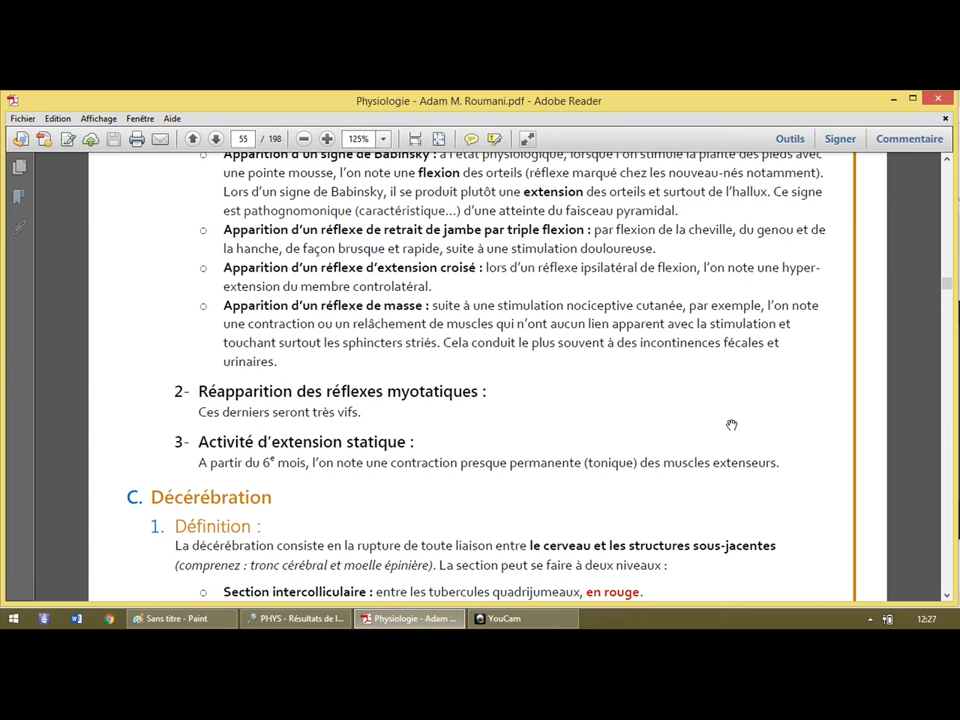 Physiologie - Adam M. Roumani.pdf - Adobe Reader
Fichier Edition Affichage Fenêtre Aide
55 / 198 125% Outils Signer Commentaire
Apparition d'un signe de Babinsky : à l'état physiologique, lorsque l'on stimule la plante des pieds avec
une pointe mousse, l'on note une flexion des orteils (réflexe marqué chez les nouveau-nés notamment).
Lors d'un signe de Babinsky, il se produit plutôt une extension des orteils et surtout de l'hallux. Ce signe
est pathognomonique (caractéristique...) d'une atteinte du faisceau pyramidal.
Apparition d'un réflexe de retrait de jambe par triple flexion : par flexion de la cheville, du genou et de
la hanche, de façon brusque et rapide, suite à une stimulation douloureuse.
Apparition d'un réflexe d'extension croisé : lors d'un réflexe ipsilatéral de flexion, l'on note une hyper-
extension du membre controlatéral.
Apparition d'un réflexe de masse : suite à une stimulation nociceptive cutanée, par exemple, l'on note
une contraction ou un relâchement de muscles qui n'ont aucun lien apparent avec la stimulation et
touchant surtout les sphincters striés. Cela conduit le plus souvent à des incontinences fécales et
urinaires.
2- Réapparition des réflexes myotatiques :
Ces derniers seront très vifs.
3- Activité d'extension statique :
A partir du 6e mois, l'on note une contraction presque permanente (tonique) des muscles extenseurs.
C. Décérébration
1. Définition :
La décérébration consiste en la rupture de toute liaison entre le cerveau et les structures sous-jacentes
(comprenez : tronc cérébral et moelle épinière). La section peut se faire à deux niveaux :
Section intercolliculaire : entre les tubercules quadrijumeaux, en rouge.
Sans titre - Paint PHYS - Résultats de l... Physiologie - Adam ... YouCam 12:27